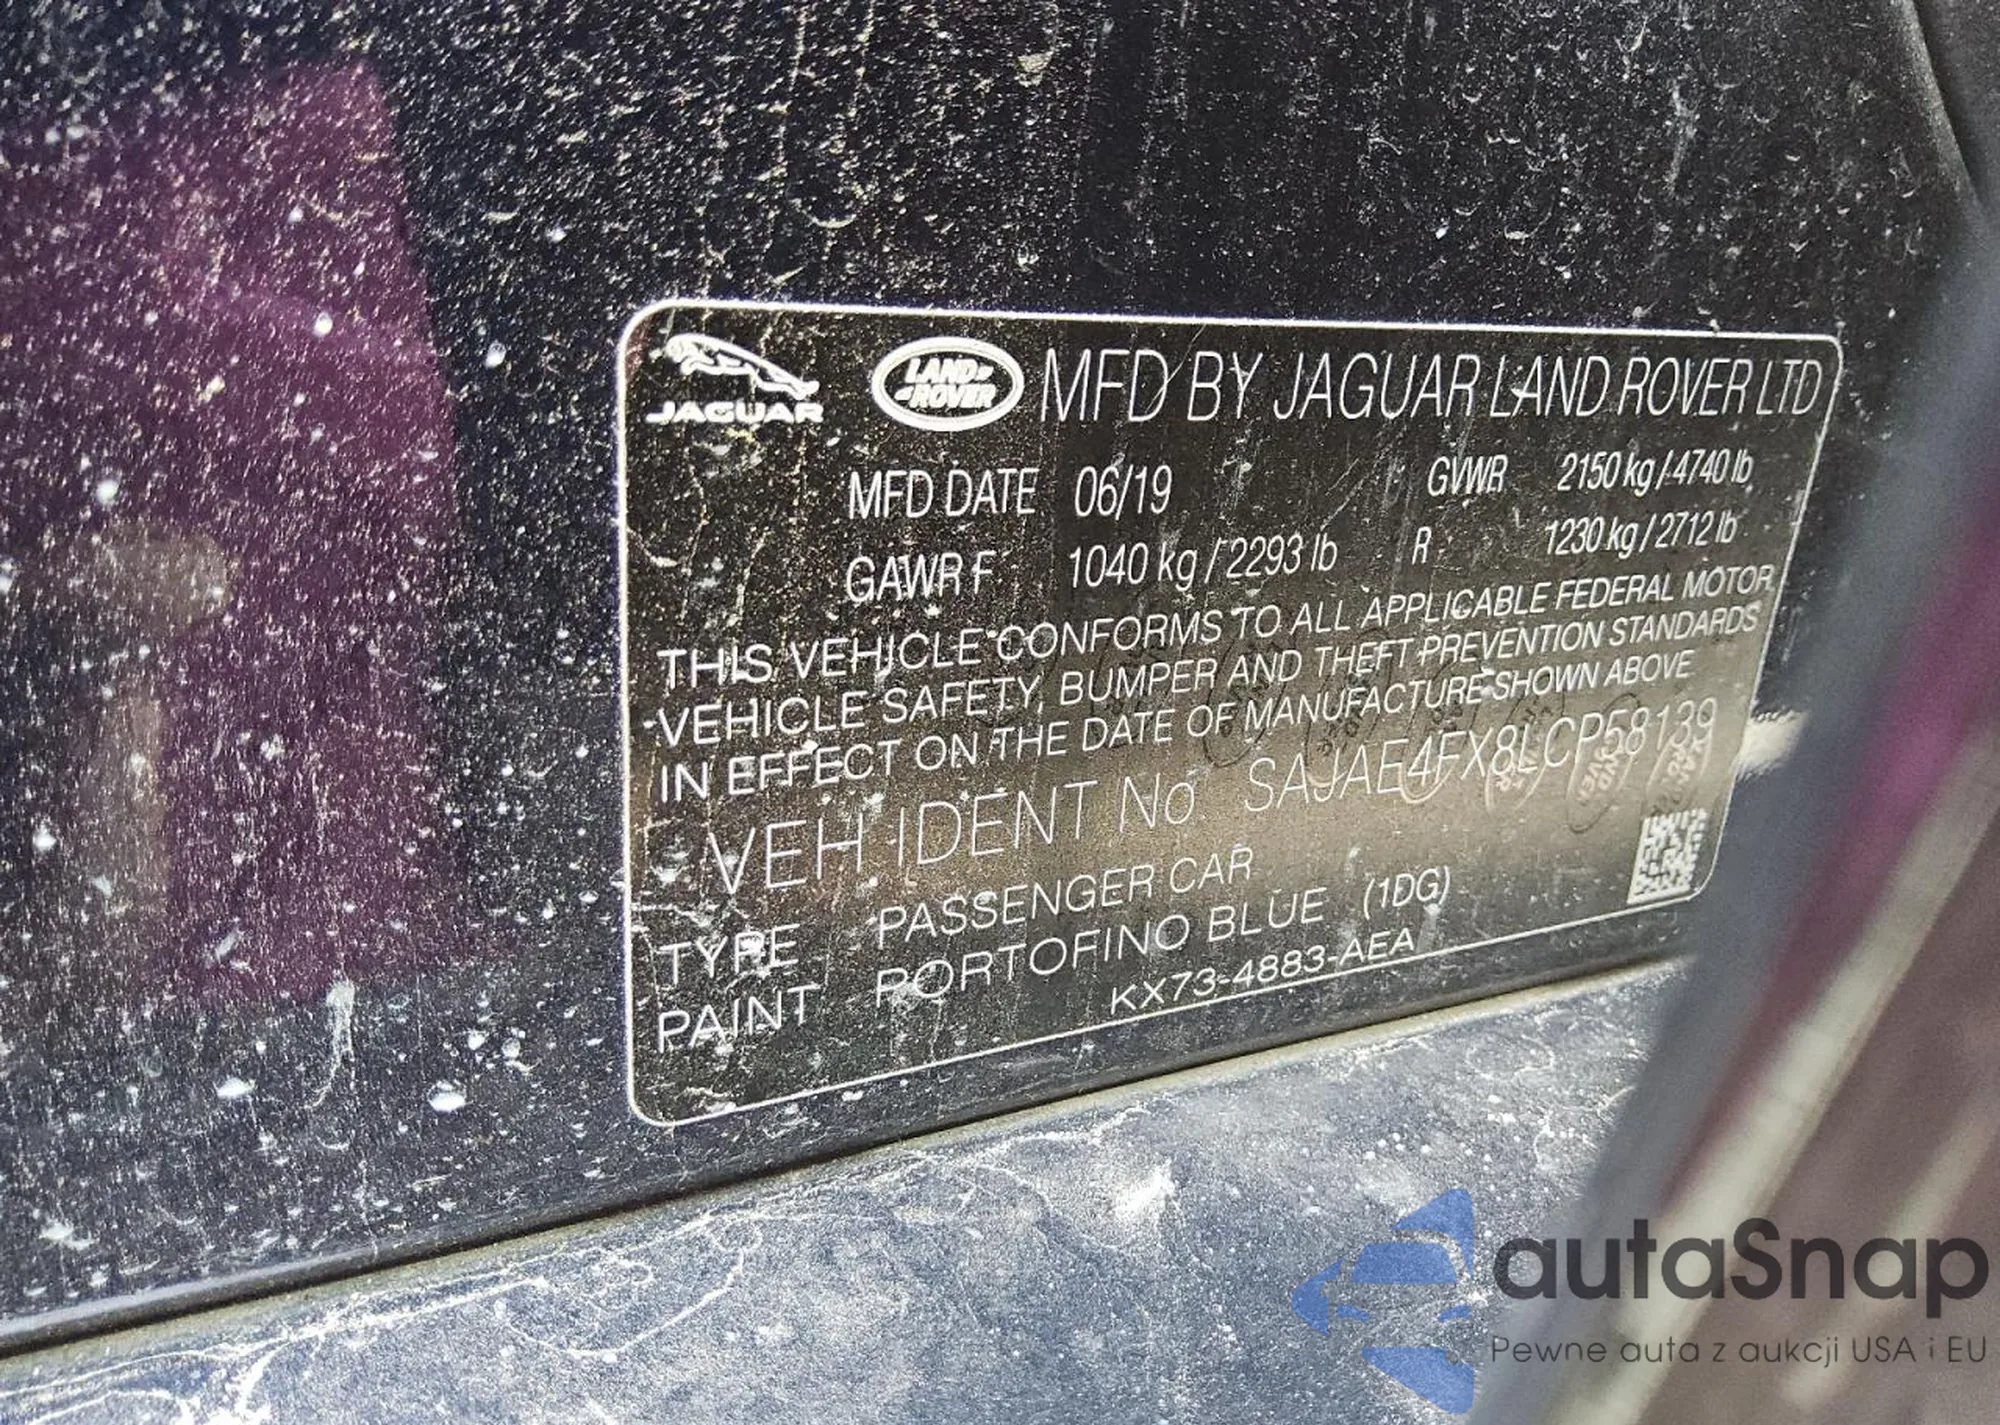 JAGUAR
LAND ROVER
MFD BY JAGUAR LAND ROVER LTD
MFD DATE 06/19 GVWR 2150 kg / 4740 lb
GAWR F 1040 kg / 2293 lb R 1230 kg / 2712 lb
THIS VEHICLE CONFORMS TO ALL APPLICABLE FEDERAL MOTOR
VEHICLE SAFETY, BUMPER AND THEFT PREVENTION STANDARDS
IN EFFECT ON THE DATE OF MANUFACTURE SHOWN ABOVE
VEH IDENT No SAJAE4FX8LCP58139
TYPE PASSENGER CAR
PAINT PORTOFINO BLUE (1DG)
KX73-4883-AEA
autaSnap
Pewne auta z aukcji USA i EU